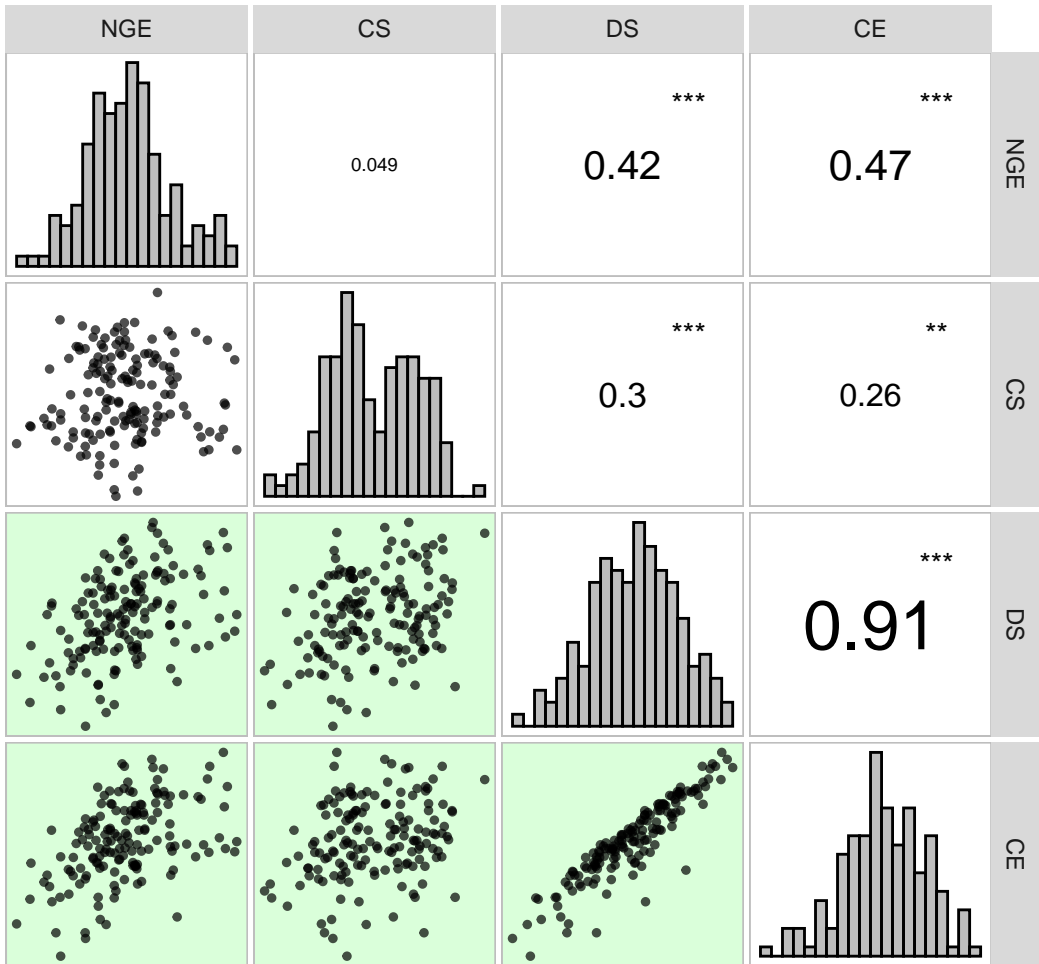 NGE CS DS CE
*** ***
0.049 0.42 0.47 NGE
*** **
0.3 0.26 CS
***
0.91 DS
CE